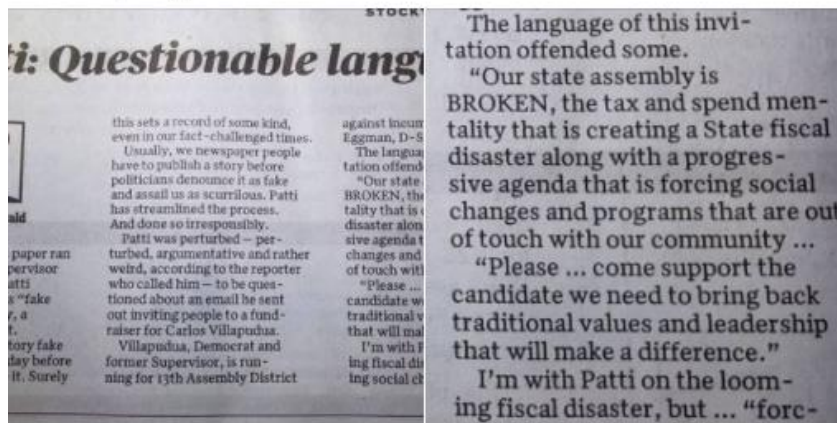 STOCK
i: Questionable lang
this sets a record of some kind,
even in our fact-challenged times.
Usually, we newspaper people
have to publish a story before
politicians denounce it as fake
and assail us as scurrilous. Patti
has streamlined the process.
And done so irresponsibly.
Patti was perturbed — per-
turbed, argumentative and rather
weird, according to the reporter
who called him — to be ques-
tioned about an email he sent
out inviting people to a fund-
raiser for Carlos Villapudua.
Villapudua, Democrat and
former Supervisor, is run-
ning for 13th Assembly District
ald
paper ran
pervisor
atti
s "fake
r, a
t.
tory fake
day before
it. Surely
against incum
Eggman, D-S
The langua
tation offend
"Our state
BROKEN, the
tality that is
disaster alon
sive agenda t
changes and
of touch with
"Please ...
candidate w
traditional v
that will mak
I'm with P
ing fiscal dis
ing social ch
The language of this invi-
tation offended some.
"Our state assembly is
BROKEN, the tax and spend men-
tality that is creating a State fiscal
disaster along with a progres-
sive agenda that is forcing social
changes and programs that are out
of touch with our community ...
"Please ... come support the
candidate we need to bring back
traditional values and leadership
that will make a difference."
I'm with Patti on the loom-
ing fiscal disaster, but ... "forc-